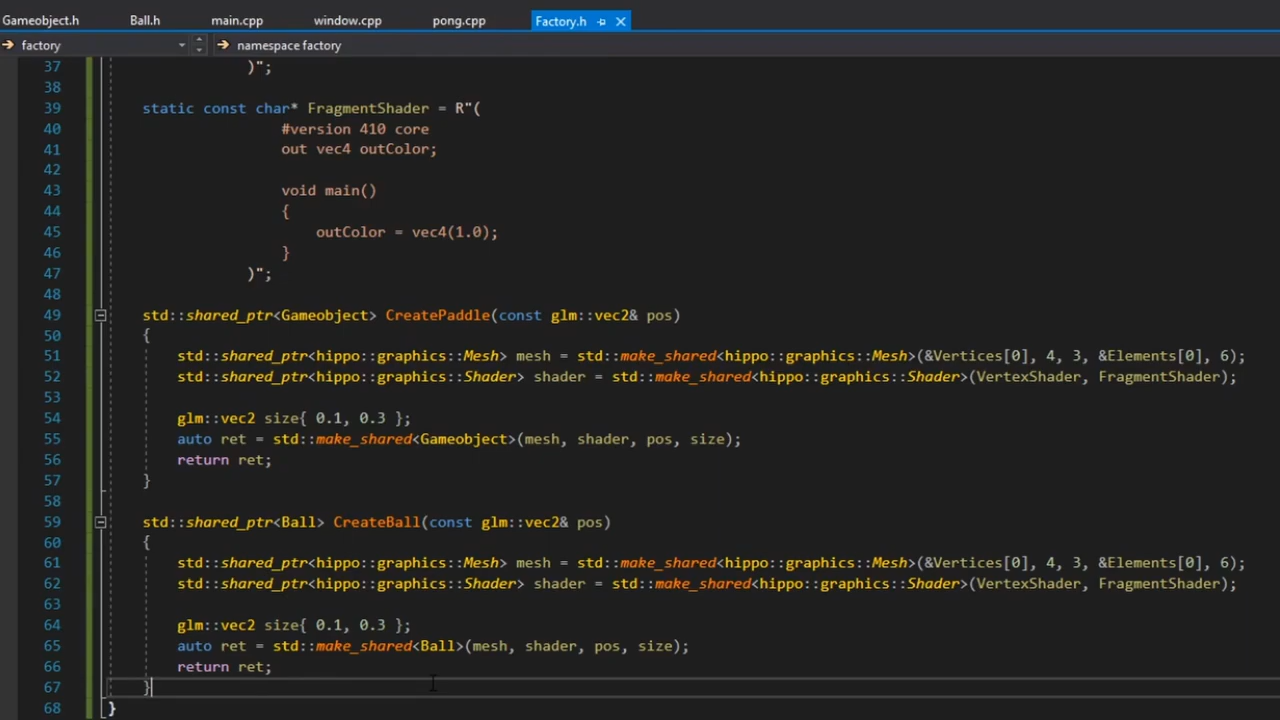 Gameobject.h Ball.h main.cpp window.cpp pong.cpp Factory.h
factory namespace factory
37 )";
38
39 static const char* FragmentShader = R"(
40 #version 410 core
41 out vec4 outColor;
42
43 void main()
44 {
45 outColor = vec4(1.0);
46 }
47 )";
48
49 std::shared_ptr<Gameobject> CreatePaddle(const glm::vec2& pos)
50 {
51 std::shared_ptr<hippo::graphics::Mesh> mesh = std::make_shared<hippo::graphics::Mesh>(&Vertices[0], 4, 3, &Elements[0], 6);
52 std::shared_ptr<hippo::graphics::Shader> shader = std::make_shared<hippo::graphics::Shader>(VertexShader, FragmentShader);
53
54 glm::vec2 size{ 0.1, 0.3 };
55 auto ret = std::make_shared<Gameobject>(mesh, shader, pos, size);
56 return ret;
57 }
58
59 std::shared_ptr<Ball> CreateBall(const glm::vec2& pos)
60 {
61 std::shared_ptr<hippo::graphics::Mesh> mesh = std::make_shared<hippo::graphics::Mesh>(&Vertices[0], 4, 3, &Elements[0], 6);
62 std::shared_ptr<hippo::graphics::Shader> shader = std::make_shared<hippo::graphics::Shader>(VertexShader, FragmentShader);
63
64 glm::vec2 size{ 0.1, 0.3 };
65 auto ret = std::make_shared<Ball>(mesh, shader, pos, size);
66 return ret;
67 }
68 }